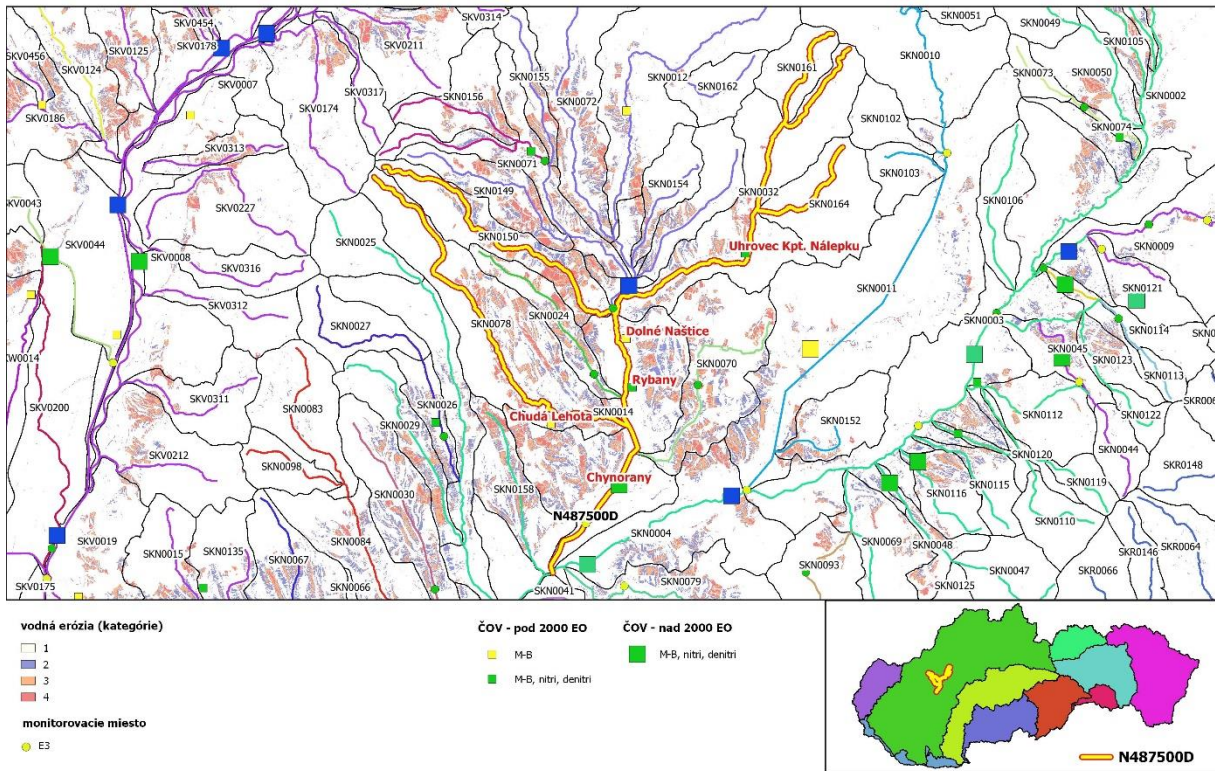 SKV0454
SKV0314
SKN0051
SKN0049
SKV0456
SKV0125
SKV0178
SKV0211
SKN0010
SKN0105
SKV0124
SKN0155
SKN0012
SKN0161
SKN0073
SKN0050
SKV0007
SKV0317
SKN0156
SKN0072
SKN0162
SKN0002
SKV0186
SKV0174
SKN0102
SKN0074
SKV0313
SKN0071
SKN0103
SKN0149
SKN0154
SKN0032
SKV0043
SKV0227
SKN0164
SKN0106
SKN0150
SKN0025
Uhrovec Kpt. Nálepku
SKV0044
SKV0008
SKN0009
SKV0316
SKN0011
SKN0121
SKV0312
SKN0024
SKN0078
SKN0003
SKN0027
Dolné Naštice
SKN0114
SKN0045
SKN0070
SKN0123
SKN0113
Rybany
SKV0311
SKV0200
SKN0083
SKN0014
Chudá Lehota
SKN0026
SKN0112
SKN0122
SKN0029
SKN0152
SKV0212
SKN0044
SKN0098
SKN0120
SKR0148
Chynorany
SKN0119
SKN0158
SKN0116
SKN0115
SKN0030
N487500D
SKN0110
SKV0019
SKN0084
SKN0004
SKN0069
SKN0048
SKR0064
SKN0015
SKN0135
SKN0067
SKR0146
SKN0093
SKN0047
SKR0066
SKV0175
SKN0066
SKN0041
SKN0079
SKN0125
vodná erózia (kategórie)
1
2
3
4
monitorovacie miesto
E3
ČOV - pod 2000 EO
M-B
M-B, nitri, denitri
ČOV - nad 2000 EO
M-B, nitri, denitri
N487500D